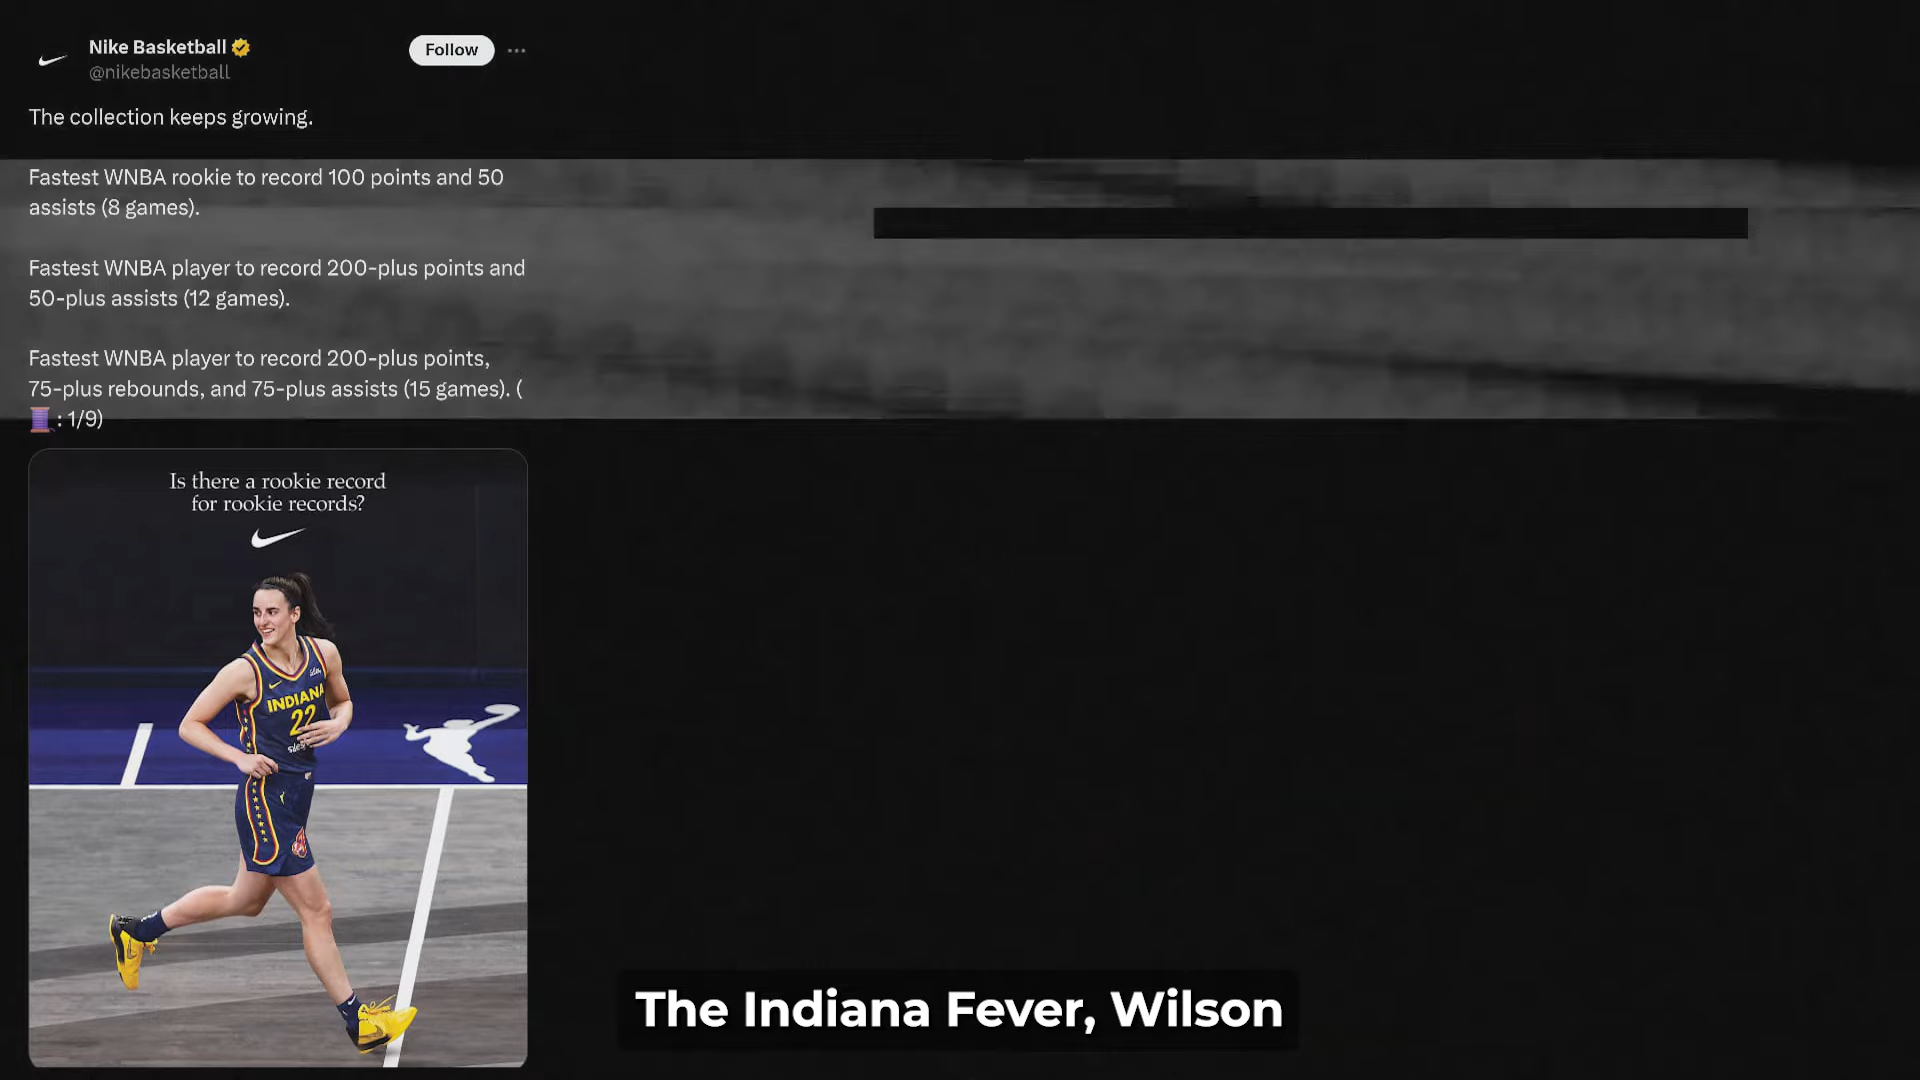 Nike Basketball
@nikebasketball
Follow
The collection keeps growing.
Fastest WNBA rookie to record 100 points and 50
assists (8 games).
Fastest WNBA player to record 200-plus points and
50-plus assists (12 games).
Fastest WNBA player to record 200-plus points,
75-plus rebounds, and 75-plus assists (15 games). (
🧵: 1/9)
Is there a rookie record
for rookie records?
INDIANA
22
The Indiana Fever, Wilson